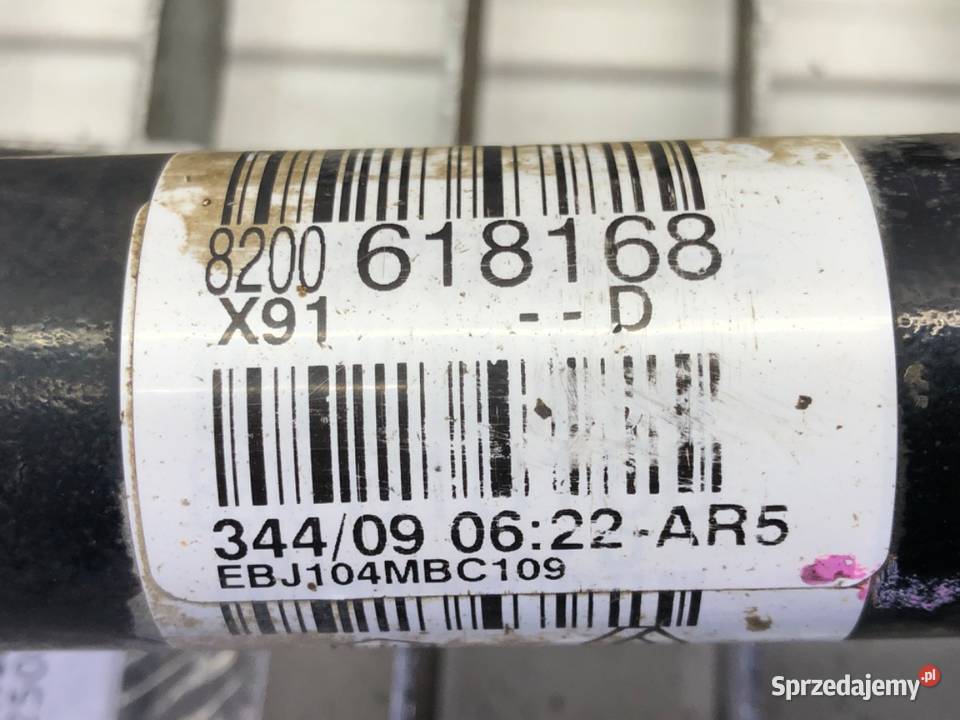 8200 618168
X91 --D
344/09 06:22-AR5
EBJ104MBC109
Sprzedajemy.pl